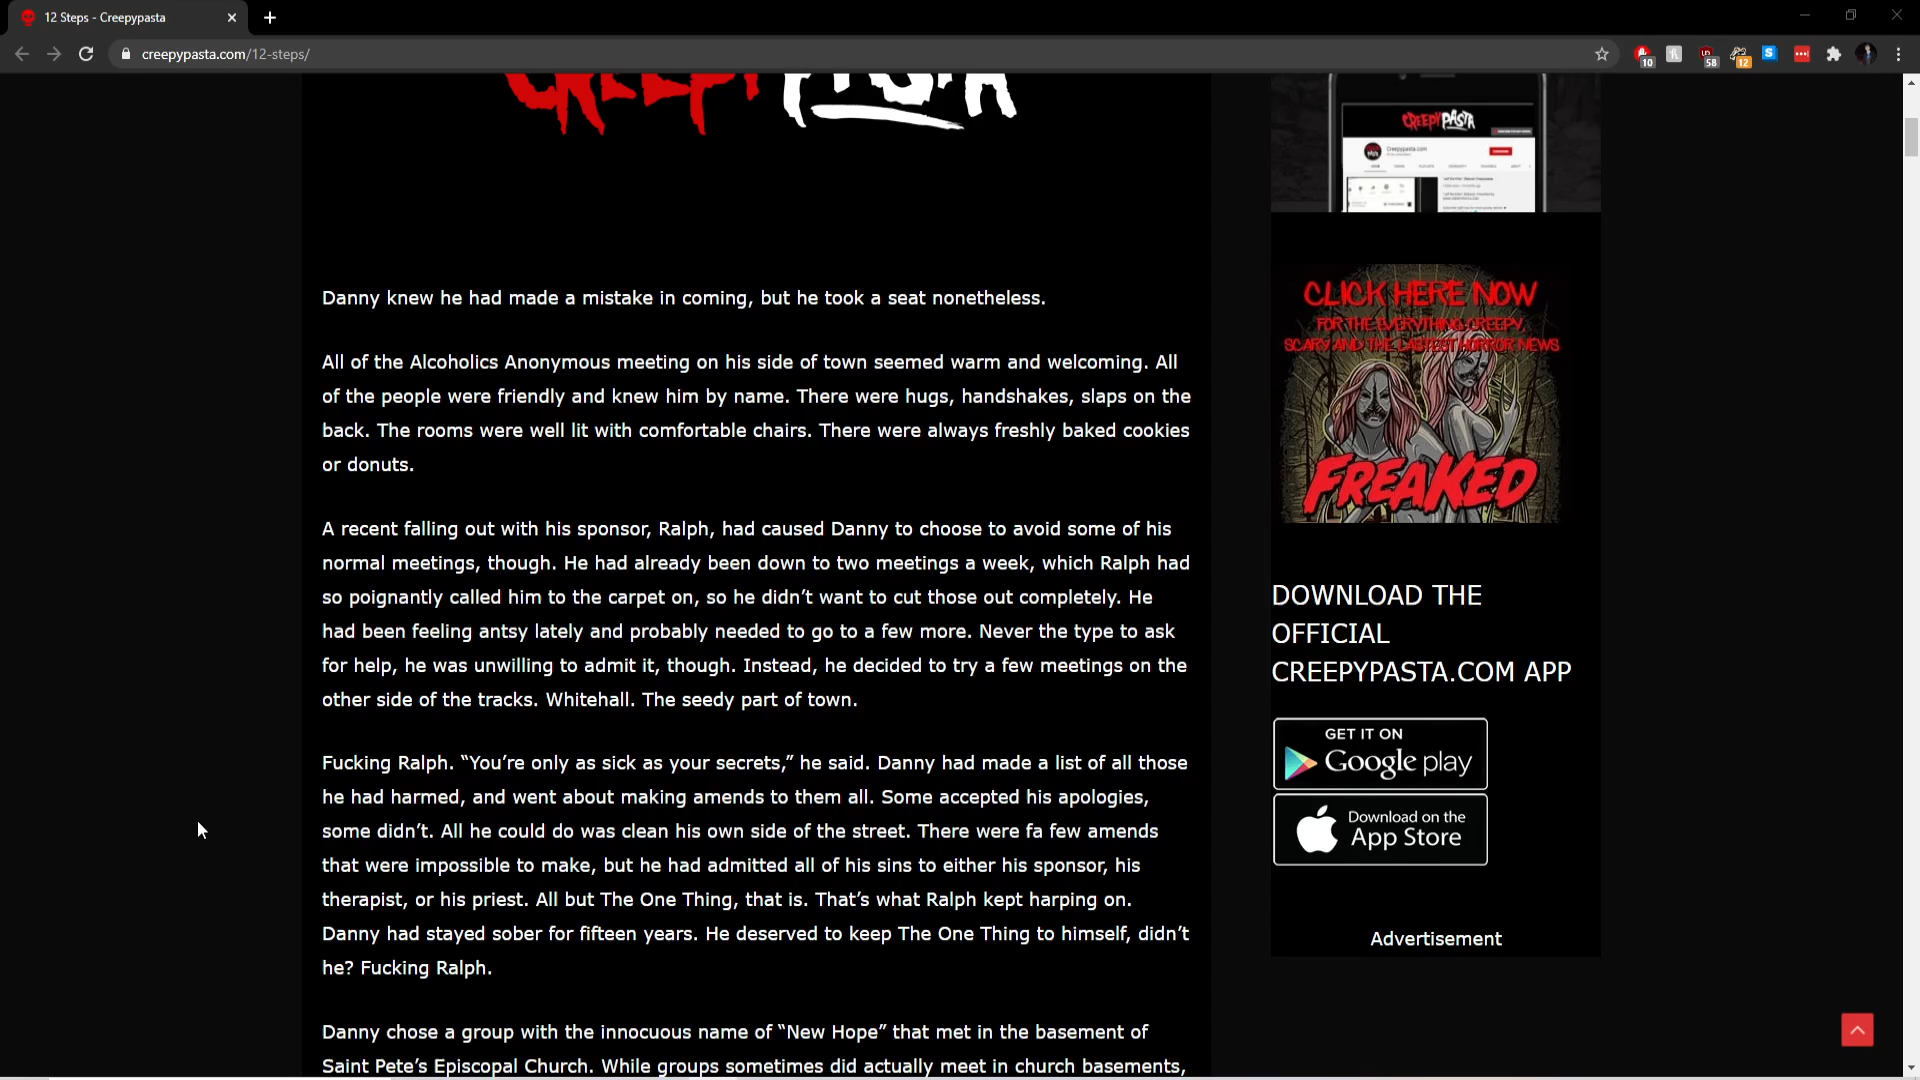 12 Steps - Creepypasta
creepypasta.com/12-steps/
10
58
12
CREEPYPASTA
CREEPYPASTA
Creepypasta.com
Danny knew he had made a mistake in coming, but he took a seat nonetheless.
All of the Alcoholics Anonymous meeting on his side of town seemed warm and welcoming. All
of the people were friendly and knew him by name. There were hugs, handshakes, slaps on the
back. The rooms were well lit with comfortable chairs. There were always freshly baked cookies
or donuts.
A recent falling out with his sponsor, Ralph, had caused Danny to choose to avoid some of his
normal meetings, though. He had already been down to two meetings a week, which Ralph had
so poignantly called him to the carpet on, so he didn’t want to cut those out completely. He
had been feeling antsy lately and probably needed to go to a few more. Never the type to ask
for help, he was unwilling to admit it, though. Instead, he decided to try a few meetings on the
other side of the tracks. Whitehall. The seedy part of town.
Fucking Ralph. “You’re only as sick as your secrets,” he said. Danny had made a list of all those
he had harmed, and went about making amends to them all. Some accepted his apologies,
some didn’t. All he could do was clean his own side of the street. There were fa few amends
that were impossible to make, but he had admitted all of his sins to either his sponsor, his
therapist, or his priest. All but The One Thing, that is. That’s what Ralph kept harping on.
Danny had stayed sober for fifteen years. He deserved to keep The One Thing to himself, didn’t
he? Fucking Ralph.
Danny chose a group with the innocuous name of “New Hope” that met in the basement of
Saint Pete’s Episcopal Church. While groups sometimes did actually meet in church basements,
CLICK HERE NOW
FOR THE EVERYTHING CREEPY,
SCARY AND THE LASTEST HORROR NEWS
FREAKED
DOWNLOAD THE
OFFICIAL
CREEPYPASTA.COM APP
GET IT ON
Google play
Download on the
App Store
Advertisement